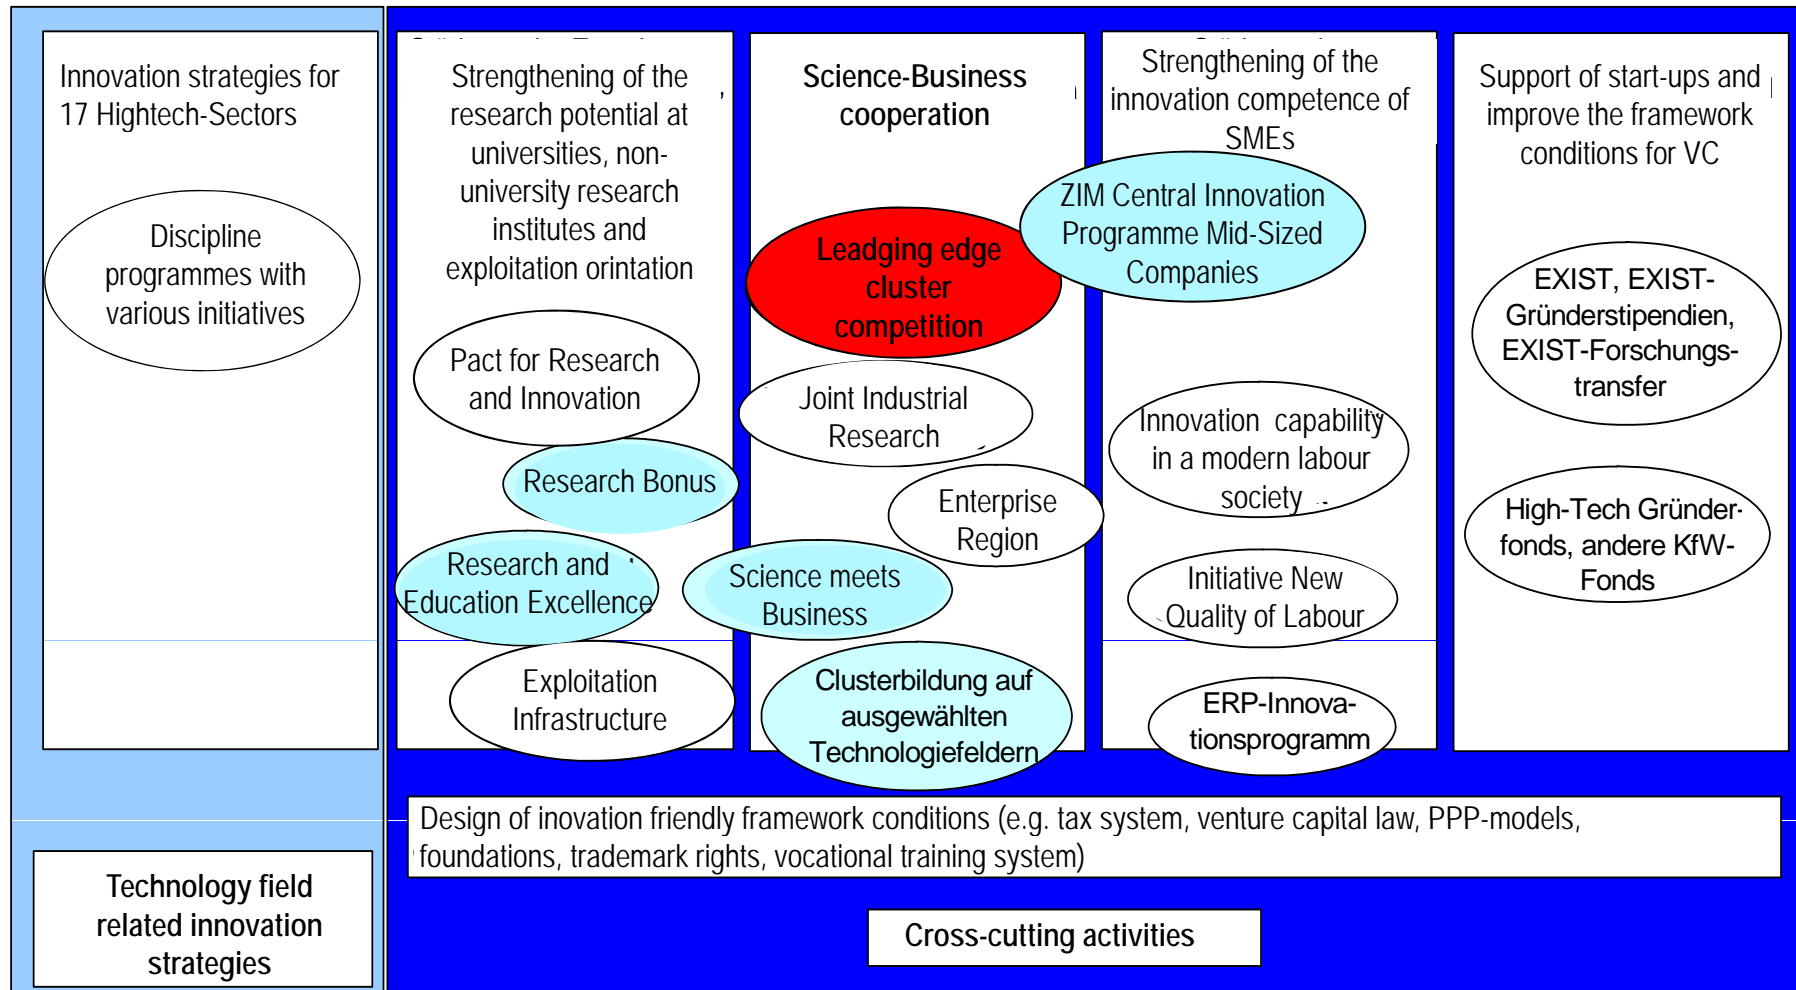 Innovation strategies for
17 Hightech-Sectors
Discipline
programmes with
various initiatives
Technology field
related innovation
strategies
Strengthening of the
research potential at
universities, non-
university research
institutes and
exploitation orintation
Pact for Research
and Innovation
Research Bonus
Research and
Education Excellence
Exploitation
Infrastructure
Science-Business
cooperation
Leadging edge
cluster
competition
Joint Industrial
Research
Enterprise
Region
Science meets
Business
Clusterbildung auf
ausgewählten
Technologiefeldern
Strengthening of the
innovation competence of
SMEs
ZIM Central Innovation
Programme Mid-Sized
Companies
Innovation capability
in a modern labour
society
Initiative New
Quality of Labour
ERP-Innova-
tionsprogramm
Support of start-ups and
improve the framework
conditions for VC
EXIST, EXIST-
Gründerstipendien,
EXIST-Forschungs-
transfer
High-Tech Gründer-
fonds, andere KfW-
Fonds
Design of inovation friendly framework conditions (e.g. tax system, venture capital law, PPP-models,
foundations, trademark rights, vocational training system)
Cross-cutting activities